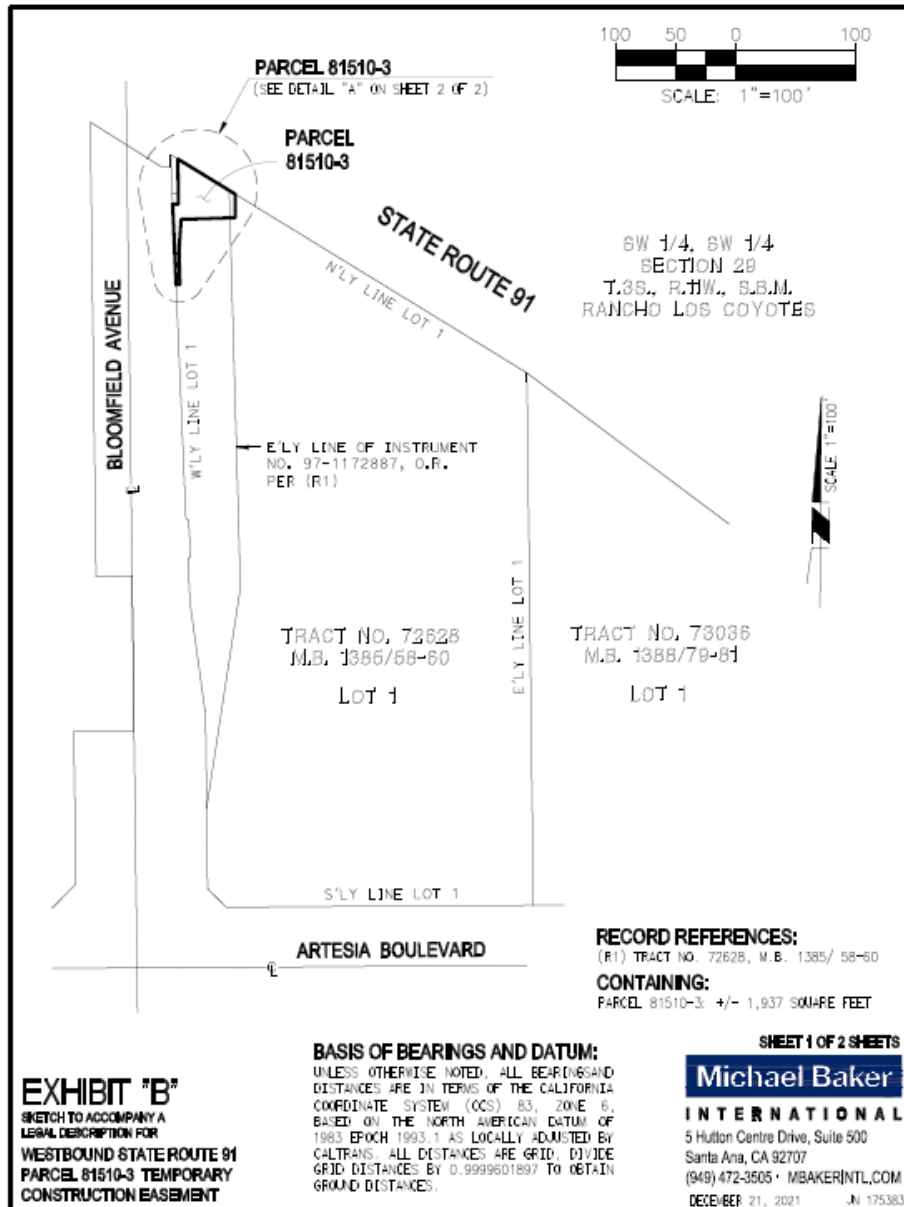 100 50 0 100
SCALE: 1"=100'
PARCEL 81510-3
(SEE DETAIL "A" ON SHEET 2 OF 2)
PARCEL
81510-3
STATE ROUTE 91
N'LY LINE LOT 1
SW 1/4, SW 1/4
SECTION 29
T.3S., R.11W., S.B.M.
RANCHO LOS COYOTES
BLOOMFIELD AVENUE
W'LY LINE LOT 1
E'LY LINE OF INSTRUMENT
NO. 97-1172887, O.R.
PER (R1)
SCALE 1"=100'
TRACT NO. 72628
M.B. 1385/58-60
LOT 1
E'LY LINE LOT 1
TRACT NO. 73036
M.B. 1388/79-81
LOT 1
S'LY LINE LOT 1
ARTESIA BOULEVARD
RECORD REFERENCES:
(R1) TRACT NO. 72628, M.B. 1385/ 58-60
CONTAINING:
PARCEL 81510-3: +/- 1,937 SQUARE FEET
EXHIBIT "B"
SKETCH TO ACCOMPANY A
LEGAL DESCRIPTION FOR
WESTBOUND STATE ROUTE 91
PARCEL 81510-3 TEMPORARY
CONSTRUCTION EASEMENT
BASIS OF BEARINGS AND DATUM:
UNLESS OTHERWISE NOTED, ALL BEARINGSAND
DISTANCES ARE IN TERMS OF THE CALIFORNIA
COORDINATE SYSTEM (CCS) 83, ZONE 6,
BASED ON THE NORTH AMERICAN DATUM OF
1983 EPOCH 1993.1 AS LOCALLY ADJUSTED BY
CALTRANS. ALL DISTANCES ARE GRID, DIVIDE
GRID DISTANCES BY 0.9999601897 TO OBTAIN
GROUND DISTANCES.
SHEET 1 OF 2 SHEETS
Michael Baker
INTERNATIONAL
5 Hutton Centre Drive, Suite 500
Santa Ana, CA 92707
(949) 472-3505 · MBAKERINTL.COM
DECEMBER 21, 2021 JN 175383